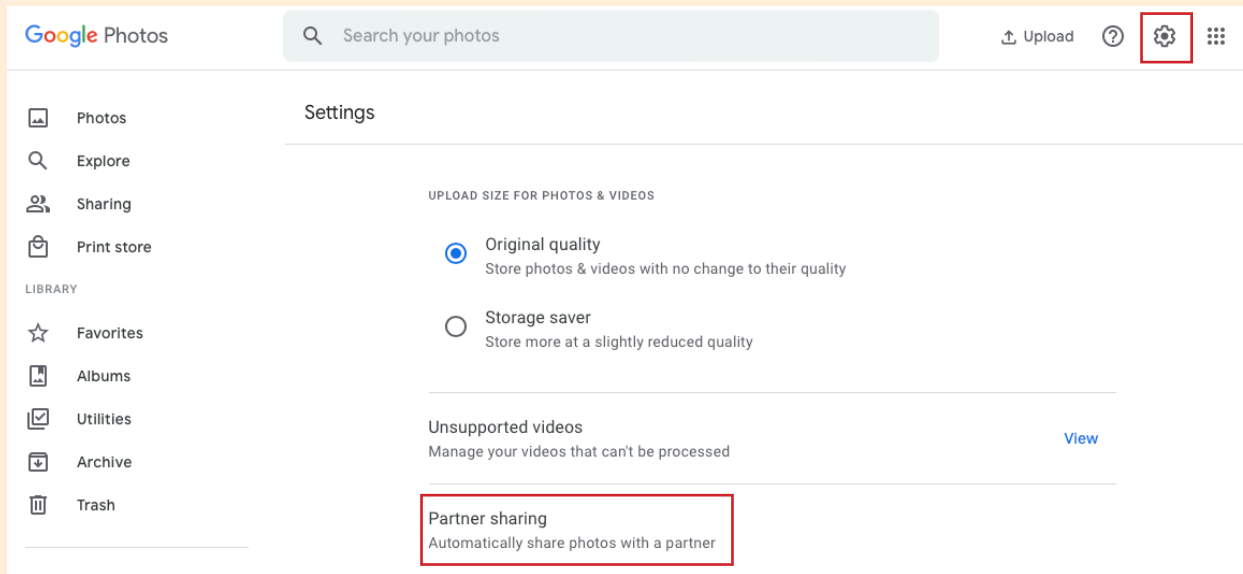 Google Photos
Search your photos
Upload
Settings
Photos
Explore
Sharing
Print store
LIBRARY
Favorites
Albums
Utilities
Archive
Trash
UPLOAD SIZE FOR PHOTOS & VIDEOS
Original quality
Store photos & videos with no change to their quality
Storage saver
Store more at a slightly reduced quality
Unsupported videos
Manage your videos that can't be processed
View
Partner sharing
Automatically share photos with a partner